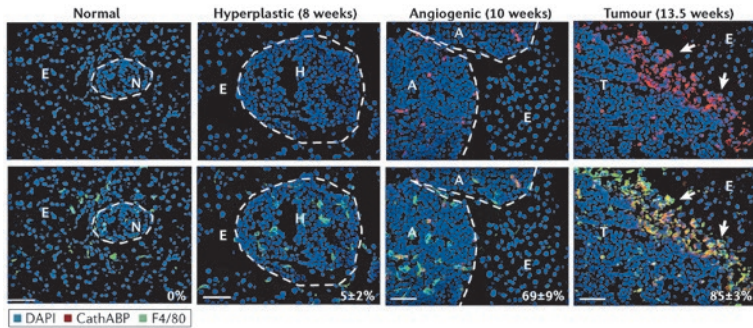 Normal
Hyperplastic (8 weeks)
Angiogenic (10 weeks)
Tumour (13.5 weeks)
E
N
E
H
A
A
E
T
E
E
N
0%
E
H
5±2%
A
A
E
69±9%
T
E
85±3%
DAPI
CathABP
F4/80